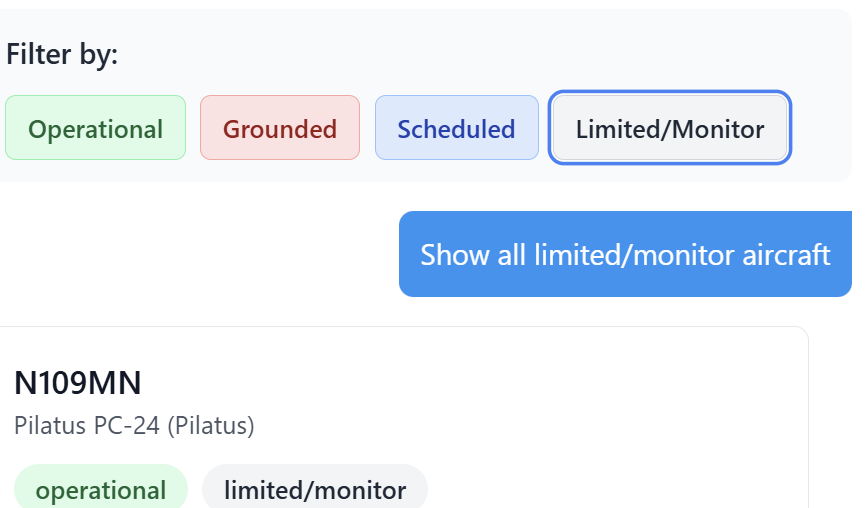 Filter by:
Operational Grounded Scheduled Limited/Monitor
Show all limited/monitor aircraft
N109MN
Pilatus PC-24 (Pilatus)
operational limited/monitor